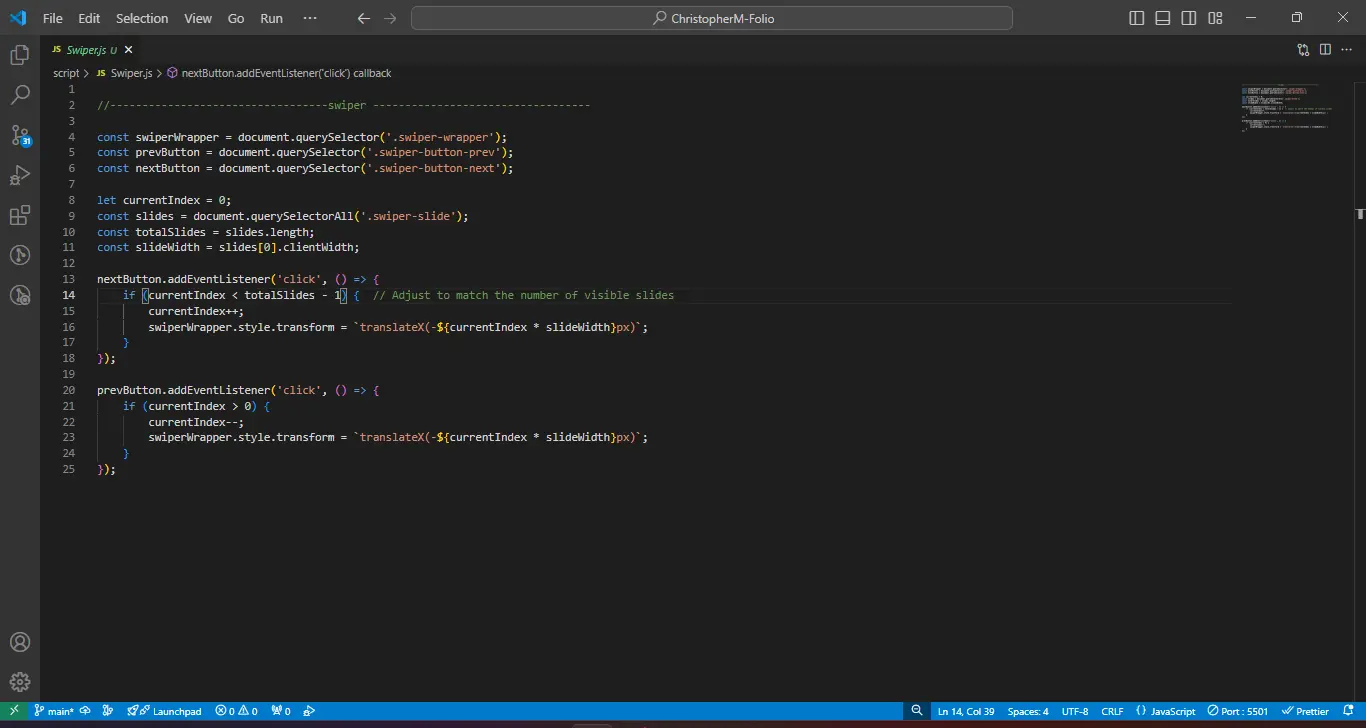 File Edit Selection View Go Run ··· ChristopherM-Folio
JS Swiper.js U
script > JS Swiper.js > nextButton.addEventListener('click') callback
1
2 //----------------------------------swiper ----------------------------------
3
4 const swiperWrapper = document.querySelector('.swiper-wrapper');
5 const prevButton = document.querySelector('.swiper-button-prev');
6 const nextButton = document.querySelector('.swiper-button-next');
7
8 let currentIndex = 0;
9 const slides = document.querySelectorAll('.swiper-slide');
10 const totalSlides = slides.length;
11 const slideWidth = slides[0].clientWidth;
12
13 nextButton.addEventListener('click', () => {
14     if (currentIndex < totalSlides - 1) {  // Adjust to match the number of visible slides
15         currentIndex++;
16         swiperWrapper.style.transform = `translateX(-${currentIndex * slideWidth}px)`;
17     }
18 });
19
20 prevButton.addEventListener('click', () => {
21     if (currentIndex > 0) {
22         currentIndex--;
23         swiperWrapper.style.transform = `translateX(-${currentIndex * slideWidth}px)`;
24     }
25 });
31
main* Launchpad 0 0 0 Ln 14, Col 39 Spaces: 4 UTF-8 CRLF {} JavaScript Port : 5501 Prettier